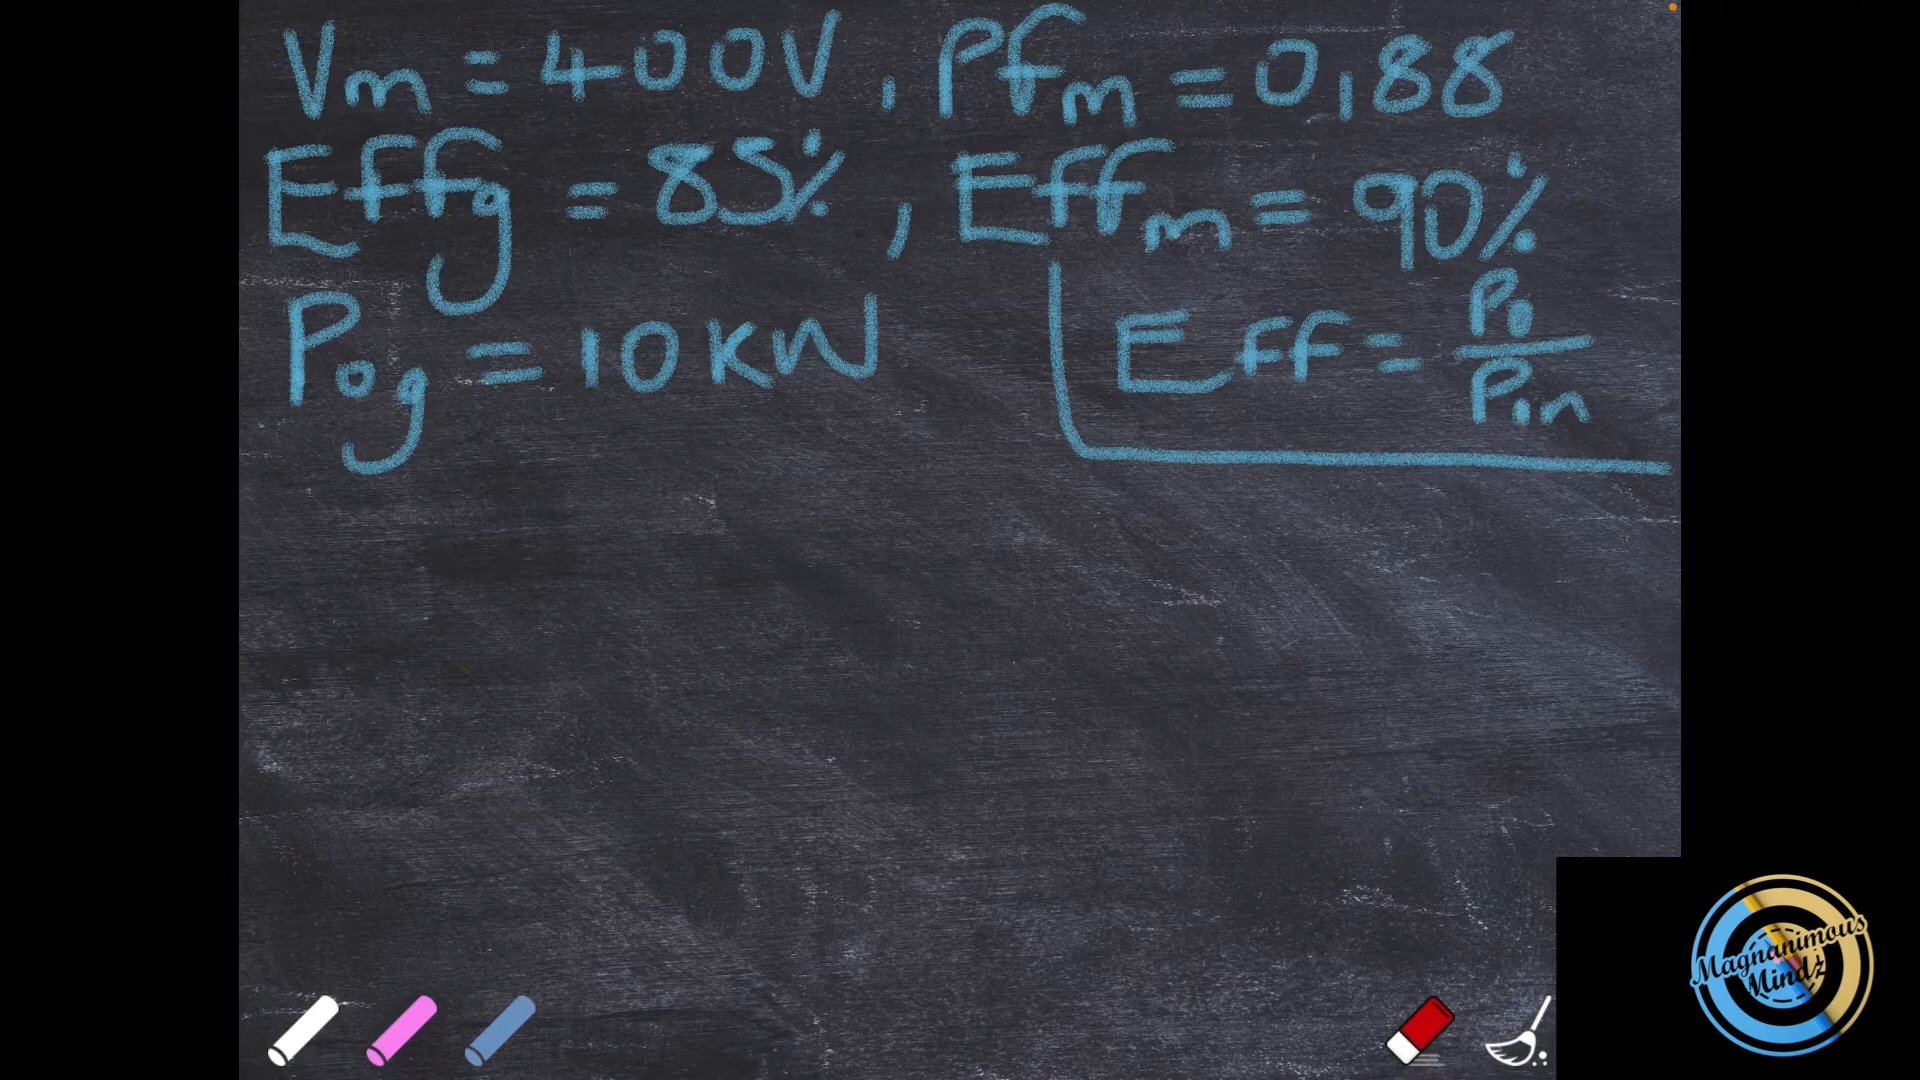 Vm = 400V, Pfm = 0,88
Effg = 85%, Effm = 90%
Pog = 10KW
Eff = Po/Pin
Magnanimous
Mindz